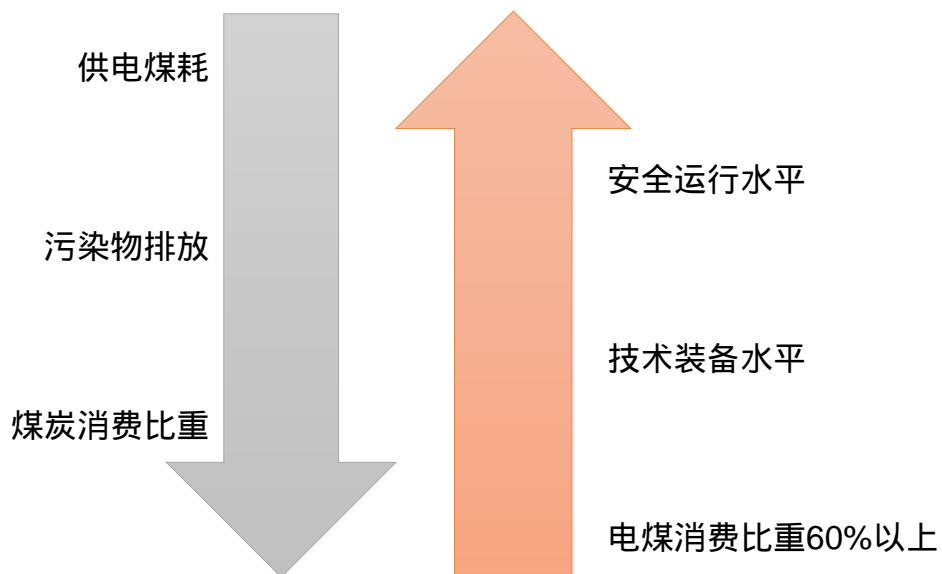 供电煤耗
污染物排放
煤炭消费比重
安全运行水平
技术装备水平
电煤消费比重60%以上